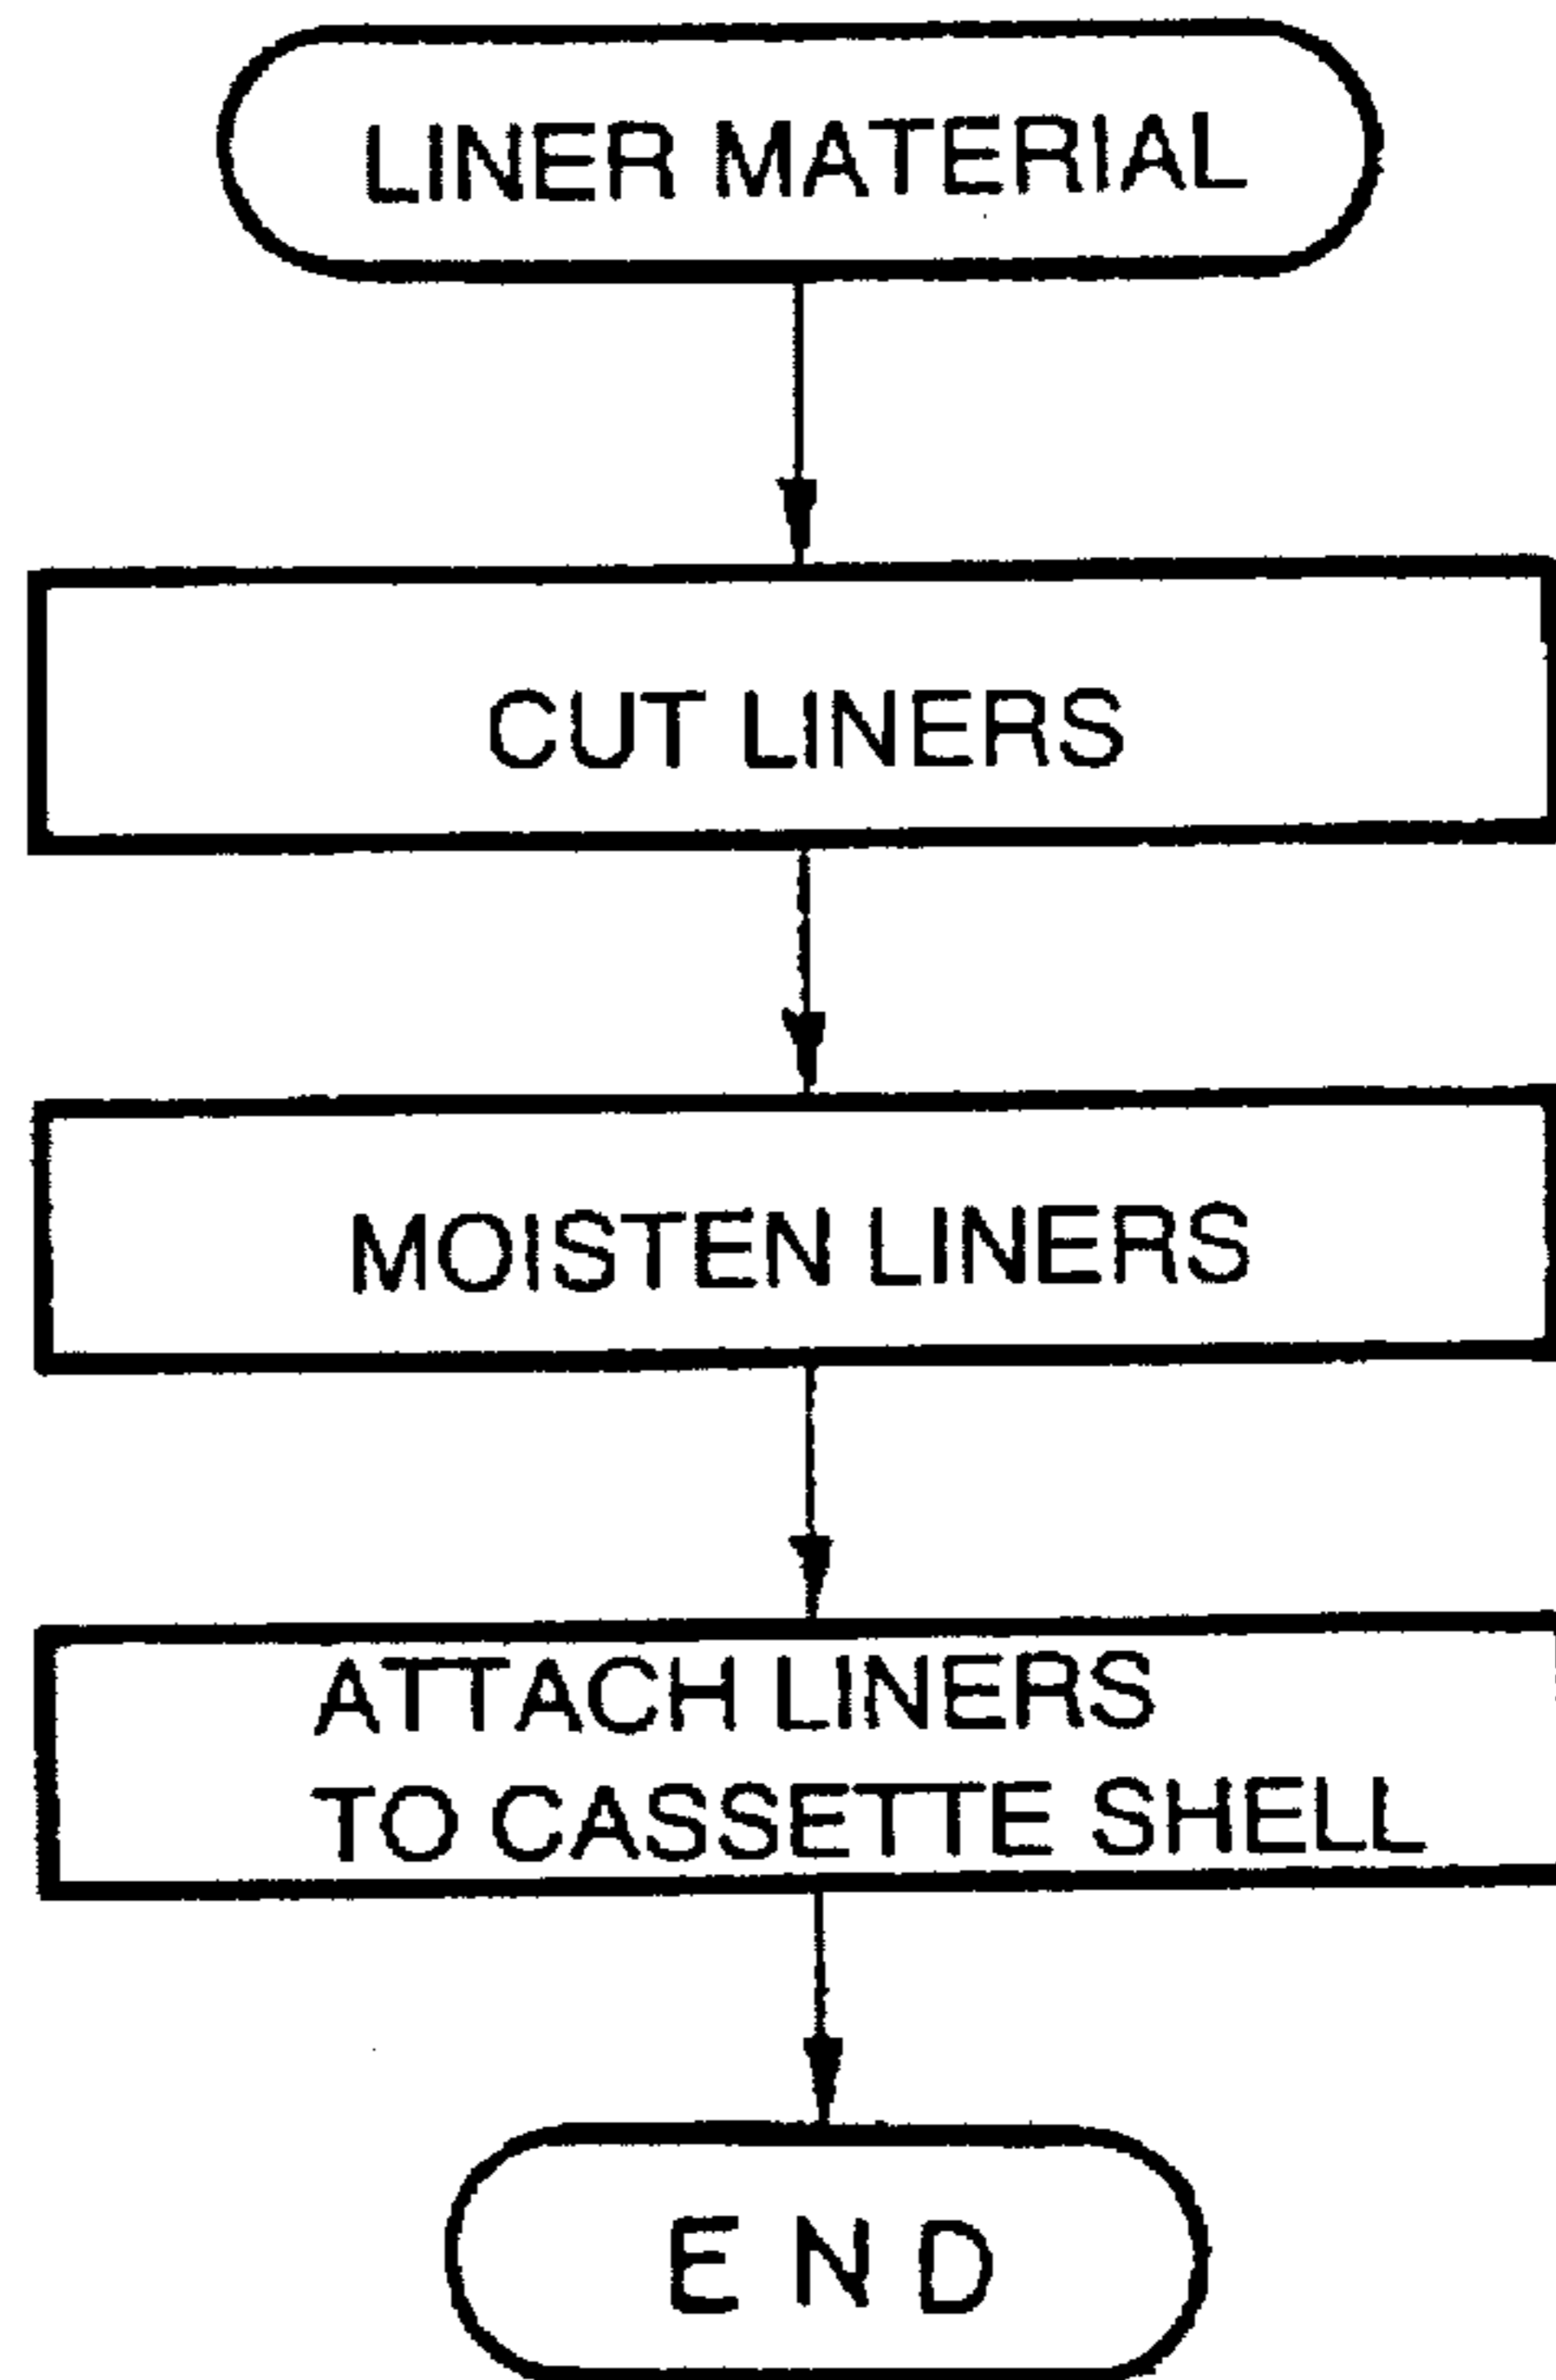 LINER MATERIAL
CUT LINERS
MOISTEN LINERS
ATTACH LINERS
TO CASSETTE SHELL
END